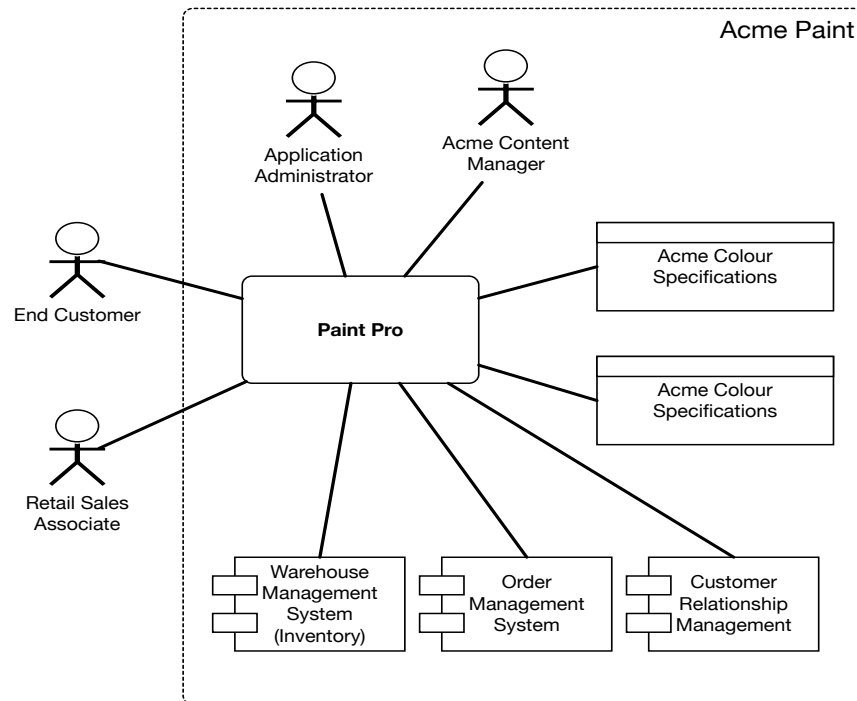 Acme Paint
Application
Administrator
Acme Content
Manager
End Customer
Paint Pro
Acme Colour
Specifications
Acme Colour
Specifications
Retail Sales
Associate
Warehouse
Management
System
(Inventory)
Order
Management
System
Customer
Relationship
Management